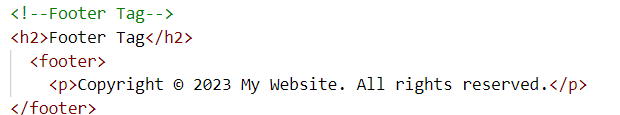 <!--Footer Tag-->
<h2>Footer Tag</h2>
<footer>
<p>Copyright © 2023 My Website. All rights reserved.</p>
</footer>